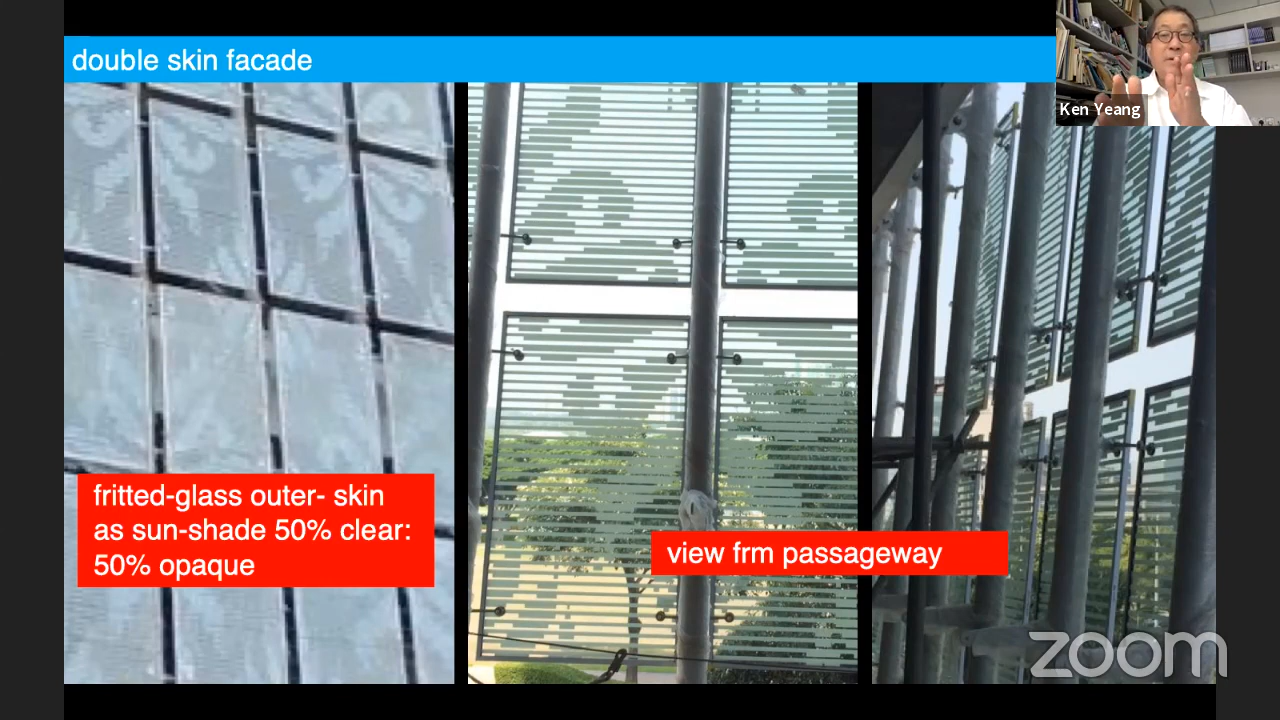 double skin facade
Ken Yeang
fritted-glass outer- skin
as sun-shade 50% clear:
50% opaque
view frm passageway
zoom